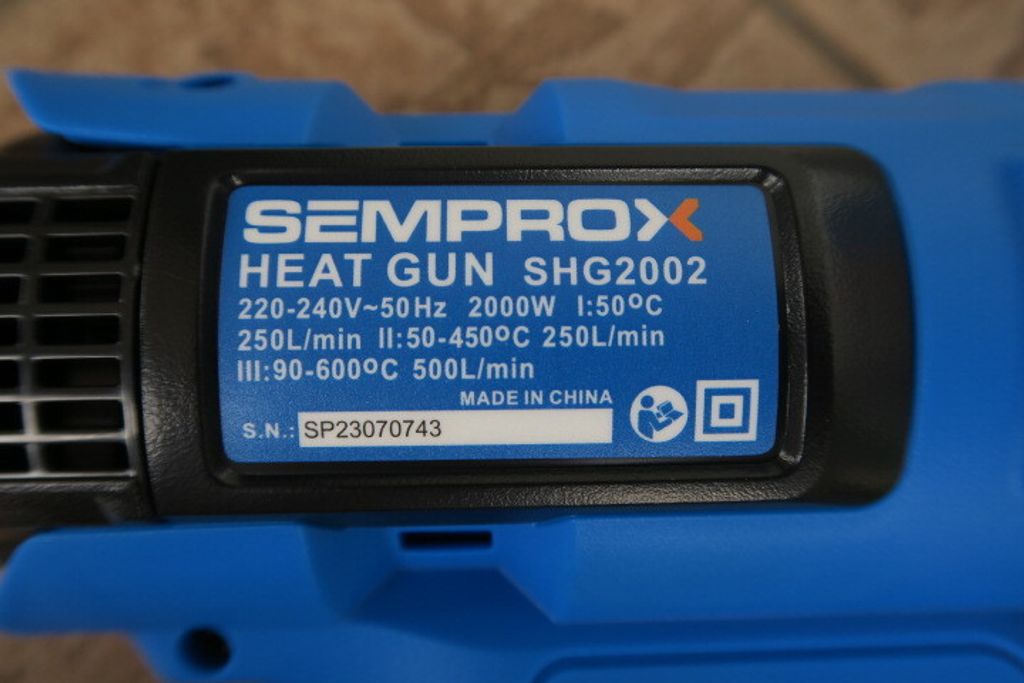 SEMPROX
HEAT GUN SHG2002
220-240V~50Hz 2000W I:50ºC
250L/min II:50-450ºC 250L/min
III:90-600ºC 500L/min
MADE IN CHINA
S.N.: SP23070743